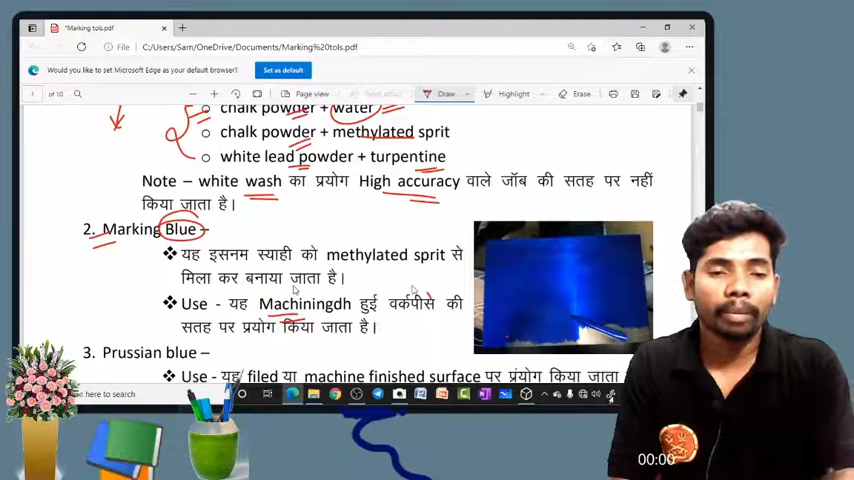 *Marking tols.pdf
File C:/Users/Sam/OneDrive/Documents/Marking%20tols.pdf
Would you like to set Microsoft Edge as your default browser? Set as default
1 of 10 Page view Read aloud Draw Highlight Erase
chalk powder + water
chalk powder + methylated sprit
white lead powder + turpentine
Note – white wash का प्रयोग High accuracy वाले जॉब की सतह पर नहीं
किया जाता है।
2. Marking Blue –
यह इसनम स्याही को methylated sprit से
मिला कर बनाया जाता है।
Use - यह Machiningdh हुई वर्कपीस की
सतह पर प्रयोग किया जाता है।
3. Prussian blue –
Use - यह filed या machine finished surface पर प्रंयोग किया जाता
here to search
00:00